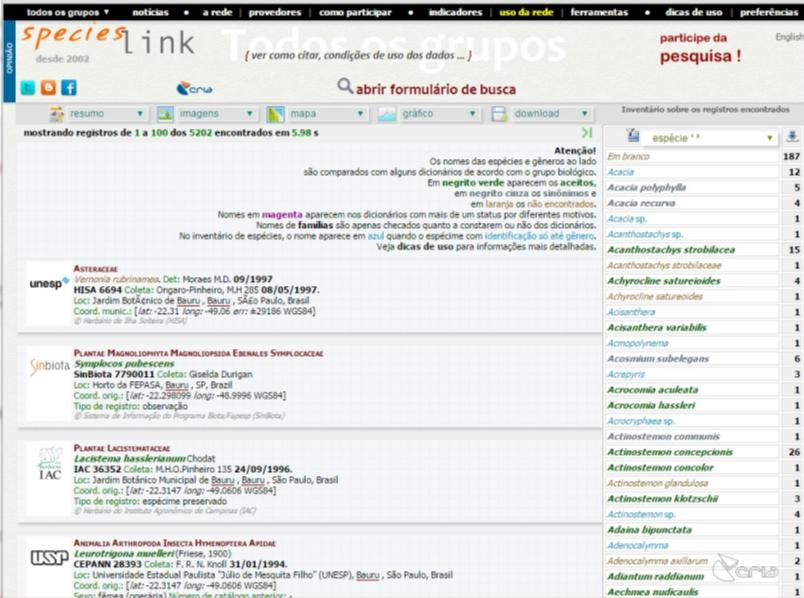 todos os grupos ▼ notícias • a rede | provedores | como participar • indicadores | uso da rede | ferramentas • dicas de uso | preferências
OPINIÃO
species link
desde 2002
Todos os grupos
{ ver como citar, condições de uso dos dados ... }
participe da
pesquisa !
English
cria
abrir formulário de busca
resumo imagens mapa gráfico download
Inventário sobre os registros encontrados
mostrando registros de 1 a 100 dos 5202 encontrados em 5.98 s
Atenção!
Os nomes das espécies e gêneros ao lado
são comparados com alguns dicionários de acordo com o grupo biológico.
Em negrito verde aparecem os aceitos,
em negrito cinza os sinônimos e
em laranja os não encontrados.
Nomes em magenta aparecem nos dicionários com mais de um status por diferentes motivos.
Nomes de famílias são apenas checados quanto a constarem ou não dos dicionários.
No inventário de espécies, o nome aparece em azul quando o espécime com identificação só até gênero.
Veja dicas de uso para informações mais detalhadas.
unesp
Asteraceae
Vernonia rubrinamea. Det: Moraes M.D. 09/1997
HISA 6694 Coleta: Ongaro-Pinheiro, M.H 285 08/05/1997.
Loc: Jardim BotÃ¢nico de Bauru , Bauru , SÃ£o Paulo, Brasil
Coord. munic.: [lat: -22.31 long: -49.06 err: ±29186 WGS84]
© Herbário de Ilha Solteira (HISA)
Sinbiota
Plantae Magnoliophyta Magnoliopsida Ebenales Symplocaceae
Symplocos pubescens
SinBiota 7790011 Coleta: Giselda Durigan
Loc: Horto da FEPASA, Bauru , SP, Brazil
Coord. orig.: [lat: -22.298099 long: -48.9996 WGS84]
Tipo de registro: observação
© Sistema de Informação do Programa Biota/Fapesp (SinBiota)
IAC
Plantae Lacistemataceae
Lacistema hasslerianum Chodat
IAC 36352 Coleta: M.H.O.Pinheiro 135 24/09/1996.
Loc: Jardim Botânico Municipal de Bauru , Bauru , São Paulo, Brasil
Coord. orig.: [lat: -22.3147 long: -49.0606 WGS84]
Tipo de registro: espécime preservado
© Herbário do Instituto Agronômico de Campinas (IAC)
USP
Animalia Arthropoda Insecta Hymenoptera Apidae
Leurotrigona muelleri (Friese, 1900)
CEPANN 28393 Coleta: F. R. N. Knoll 31/01/1994.
Loc: Universidade Estadual Paulista "Júlio de Mesquita Filho" (UNESP), Bauru , São Paulo, Brasil
Coord. orig.: [lat: -22.3147 long: -49.0606 WGS84]
Sexo: fêmea (operária) Número de catálogo anterior: -
espécie
Em branco 187
Acacia 12
Acacia polyphylla 5
Acacia recurva 4
Acacia sp. 1
Acathostachys sp. 1
Acanthostachys strobilacea 15
Acanthostachys strobilaceae 1
Achyrocline satureioides 4
Achyrocline satureoides 1
Acisanthera 1
Acisanthera variabilis 1
Acmopolynema 1
Acosmium subelegans 6
Acrepyris 3
Acrocomia aculeata 1
Acrocomia hassleri 1
Acrocryphaea sp. 1
Actinostemon communis 1
Actinostemon concepcionis 26
Actinostemon concolor 1
Actinostemon glandulosa 1
Actinostemon klotzschii 3
Actinostemon sp. 4
Adaina bipunctata 1
Adenocalymma 1
Adenocalymma axillarum 2
Adiantum raddianum 1
Aechmea nudicaulis 1
cria